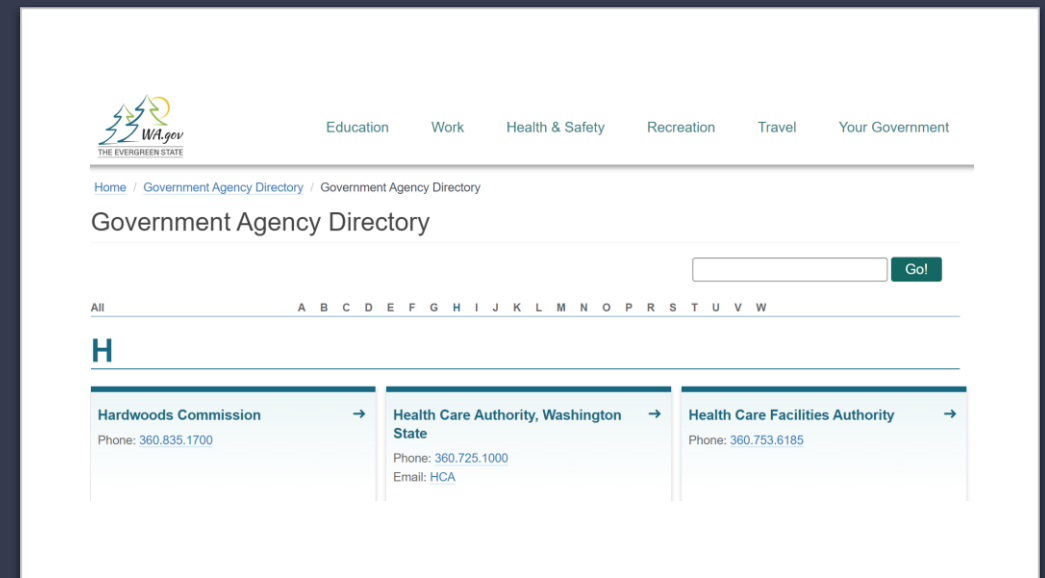 WA.gov
THE EVERGREEN STATE
Education Work Health & Safety Recreation Travel Your Government
Home / Government Agency Directory / Government Agency Directory
Government Agency Directory
Go!
All A B C D E F G H I J K L M N O P R S T U V W
H
Hardwoods Commission →
Phone: 360.835.1700
Health Care Authority, Washington →
State
Phone: 360.725.1000
Email: HCA
Health Care Facilities Authority →
Phone: 360.753.6185